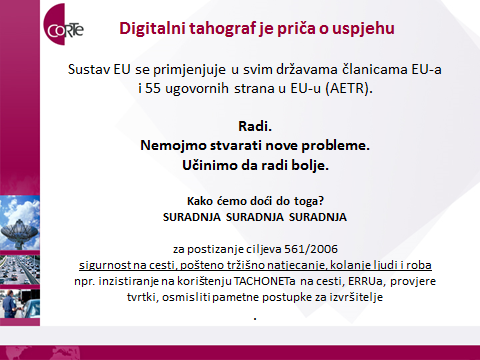 CORTe
Digitalni tahograf je priča o uspjehu
Sustav EU se primjenjuje u svim državama članicama EU-a
i 55 ugovornih strana u EU-u (AETR).
Radi.
Nemojmo stvarati nove probleme.
Učinimo da radi bolje.
Kako ćemo doći do toga?
SURADNJA SURADNJA SURADNJA
za postizanje ciljeva 561/2006
sigurnost na cesti, pošteno tržišno natjecanje, kolanje ljudi i roba
npr. inzistiranje na korištenju TACHONETa na cesti, ERRUa, provjere
tvrtki, osmisliti pametne postupke za izvršitelje
.